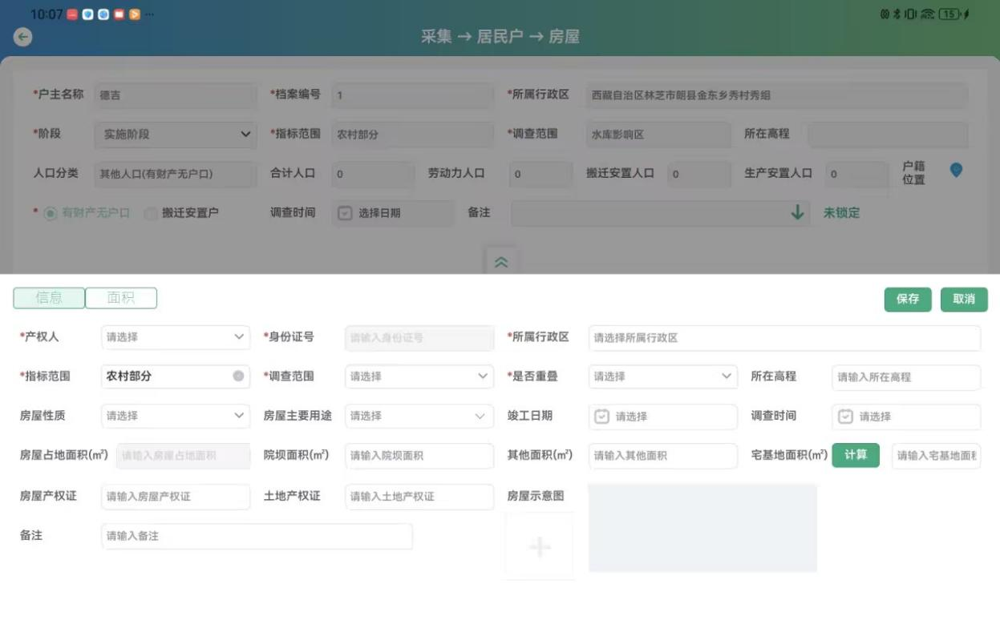 10:07 ··· 15
采集 → 居民户 → 房屋
*户主名称 德吉 *档案编号 1 *所属行政区 西藏自治区林芝市朗县金东乡秀村秀组
*阶段 实施阶段 *指标范围 农村部分 *调查范围 水库影响区 所在高程
人口分类 其他人口(有财产无户口) 合计人口 0 劳动力人口 0 搬迁安置人口 0 生产安置人口 0 户籍位置
* 有财产无户口 搬迁安置户 调查时间 选择日期 备注 未锁定
信息 面积 保存 取消
*产权人 请选择 *身份证号 请输入身份证号 *所属行政区 请选择所属行政区
*指标范围 农村部分 *调查范围 请选择 *是否重叠 请选择 所在高程 请输入所在高程
房屋性质 请选择 房屋主要用途 请选择 竣工日期 请选择 调查时间 请选择
房屋占地面积(㎡) 请输入房屋占地面积 院坝面积(㎡) 请输入院坝面积 其他面积(㎡) 请输入其他面积 宅基地面积(㎡) 计算 请输入宅基地面积
房屋产权证 请输入房屋产权证 土地产权证 请输入土地产权证 房屋示意图
备注 请输入备注